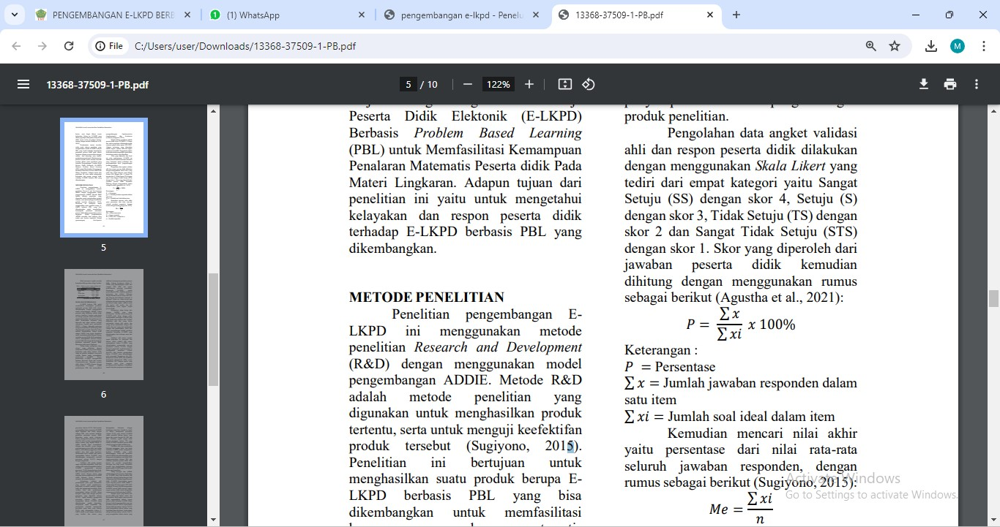 PENGEMBANGAN E-LKPD BERB
(1) WhatsApp
pengembangan e-lkpd - Penelu
13368-37509-1-PB.pdf
File
C:/Users/user/Downloads/13368-37509-1-PB.pdf
M
13368-37509-1-PB.pdf
5 / 10
122%
5
6
Peserta Didik Elektonik (E-LKPD)
Berbasis Problem Based Learning
(PBL) untuk Memfasilitasi Kemampuan
Penalaran Matematis Peserta didik Pada
Materi Lingkaran. Adapun tujuan dari
penelitian ini yaitu untuk mengetahui
kelayakan dan respon peserta didik
terhadap E-LKPD berbasis PBL yang
dikembangkan.
METODE PENELITIAN
Penelitian pengembangan E-
LKPD ini menggunakan metode
penelitian Research and Development
(R&D) dengan menggunakan model
pengembangan ADDIE. Metode R&D
adalah metode penelitian yang
digunakan untuk menghasilkan produk
tertentu, serta untuk menguji keefektifan
produk tersebut (Sugiyono, 2015).
Penelitian ini bertujuan untuk
menghasilkan satu produk berupa E-
LKPD berbasis PBL yang bisa
dikembangkan untuk memfasilitasi
produk penelitian.
Pengolahan data angket validasi
ahli dan respon peserta didik dilakukan
dengan menggunakan Skala Likert yang
tediri dari empat kategori yaitu Sangat
Setuju (SS) dengan skor 4, Setuju (S)
dengan skor 3, Tidak Setuju (TS) dengan
skor 2 dan Sangat Tidak Setuju (STS)
dengan skor 1. Skor yang diperoleh dari
jawaban peserta didik kemudian
dihitung dengan menggunakan rumus
sebagai berikut (Agustha et al., 2021):
P = ∑x / ∑xi x 100%
Keterangan :
P = Persentase
∑x = Jumlah jawaban responden dalam
satu item
∑xi = Jumlah soal ideal dalam item
Kemudian mencari nilai akhir
yaitu persentase dari nilai rata-rata
seluruh jawaban responden, dengan
rumus sebagai berikut (Sugiyono, 2015):
Me = ∑xi / n
Activate Windows
Go to Settings to activate Windows.